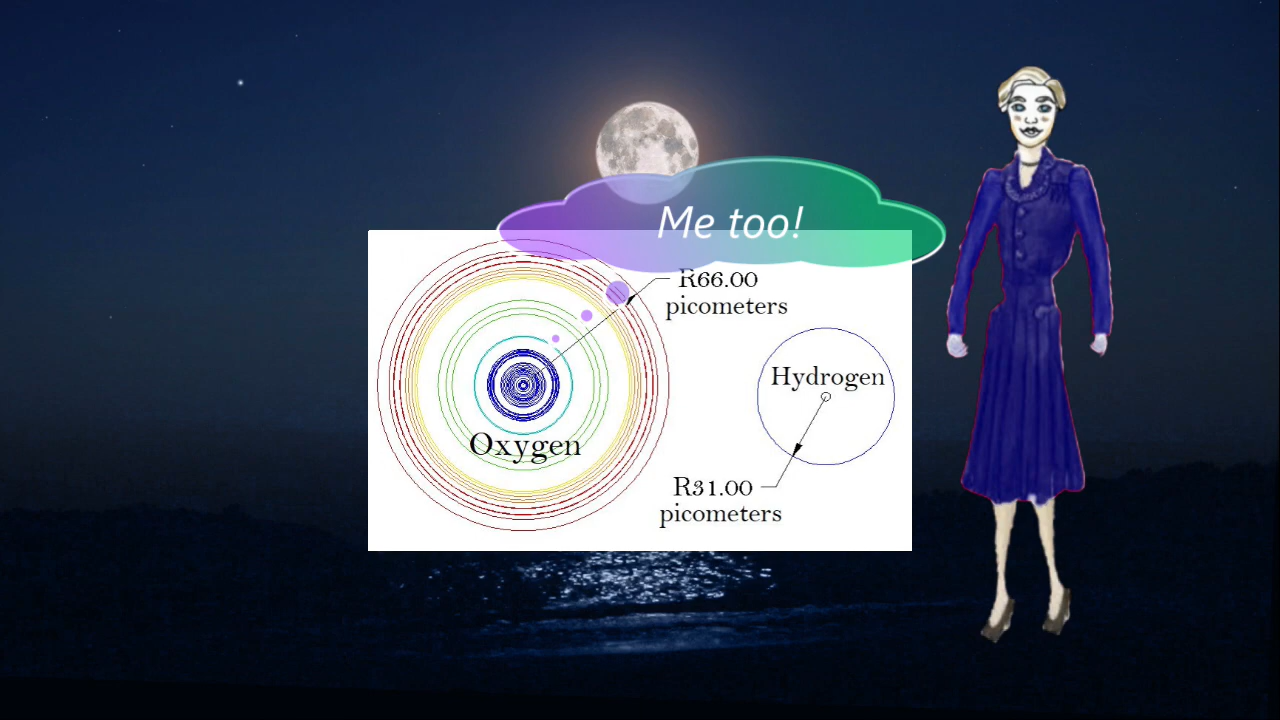 Me too!
R66.00
picometers
Hydrogen
Oxygen
R31.00
picometers